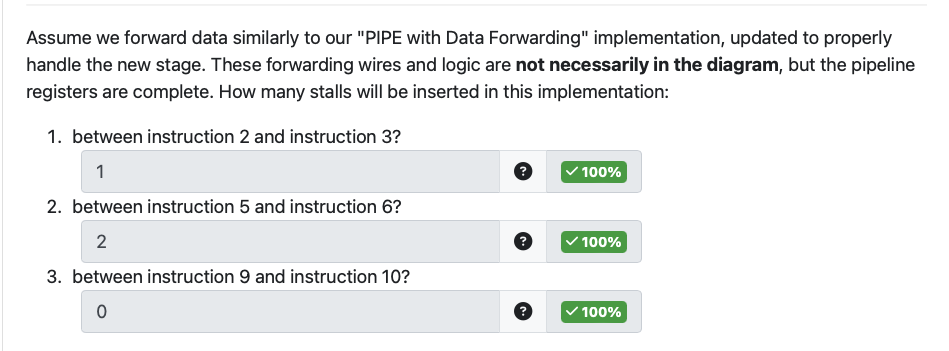 Assume we forward data similarly to our "PIPE with Data Forwarding" implementation, updated to properly
handle the new stage. These forwarding wires and logic are not necessarily in the diagram, but the pipeline
registers are complete. How many stalls will be inserted in this implementation:
1. between instruction 2 and instruction 3?
1 ? ✓ 100%
2. between instruction 5 and instruction 6?
2 ? ✓ 100%
3. between instruction 9 and instruction 10?
0 ? ✓ 100%